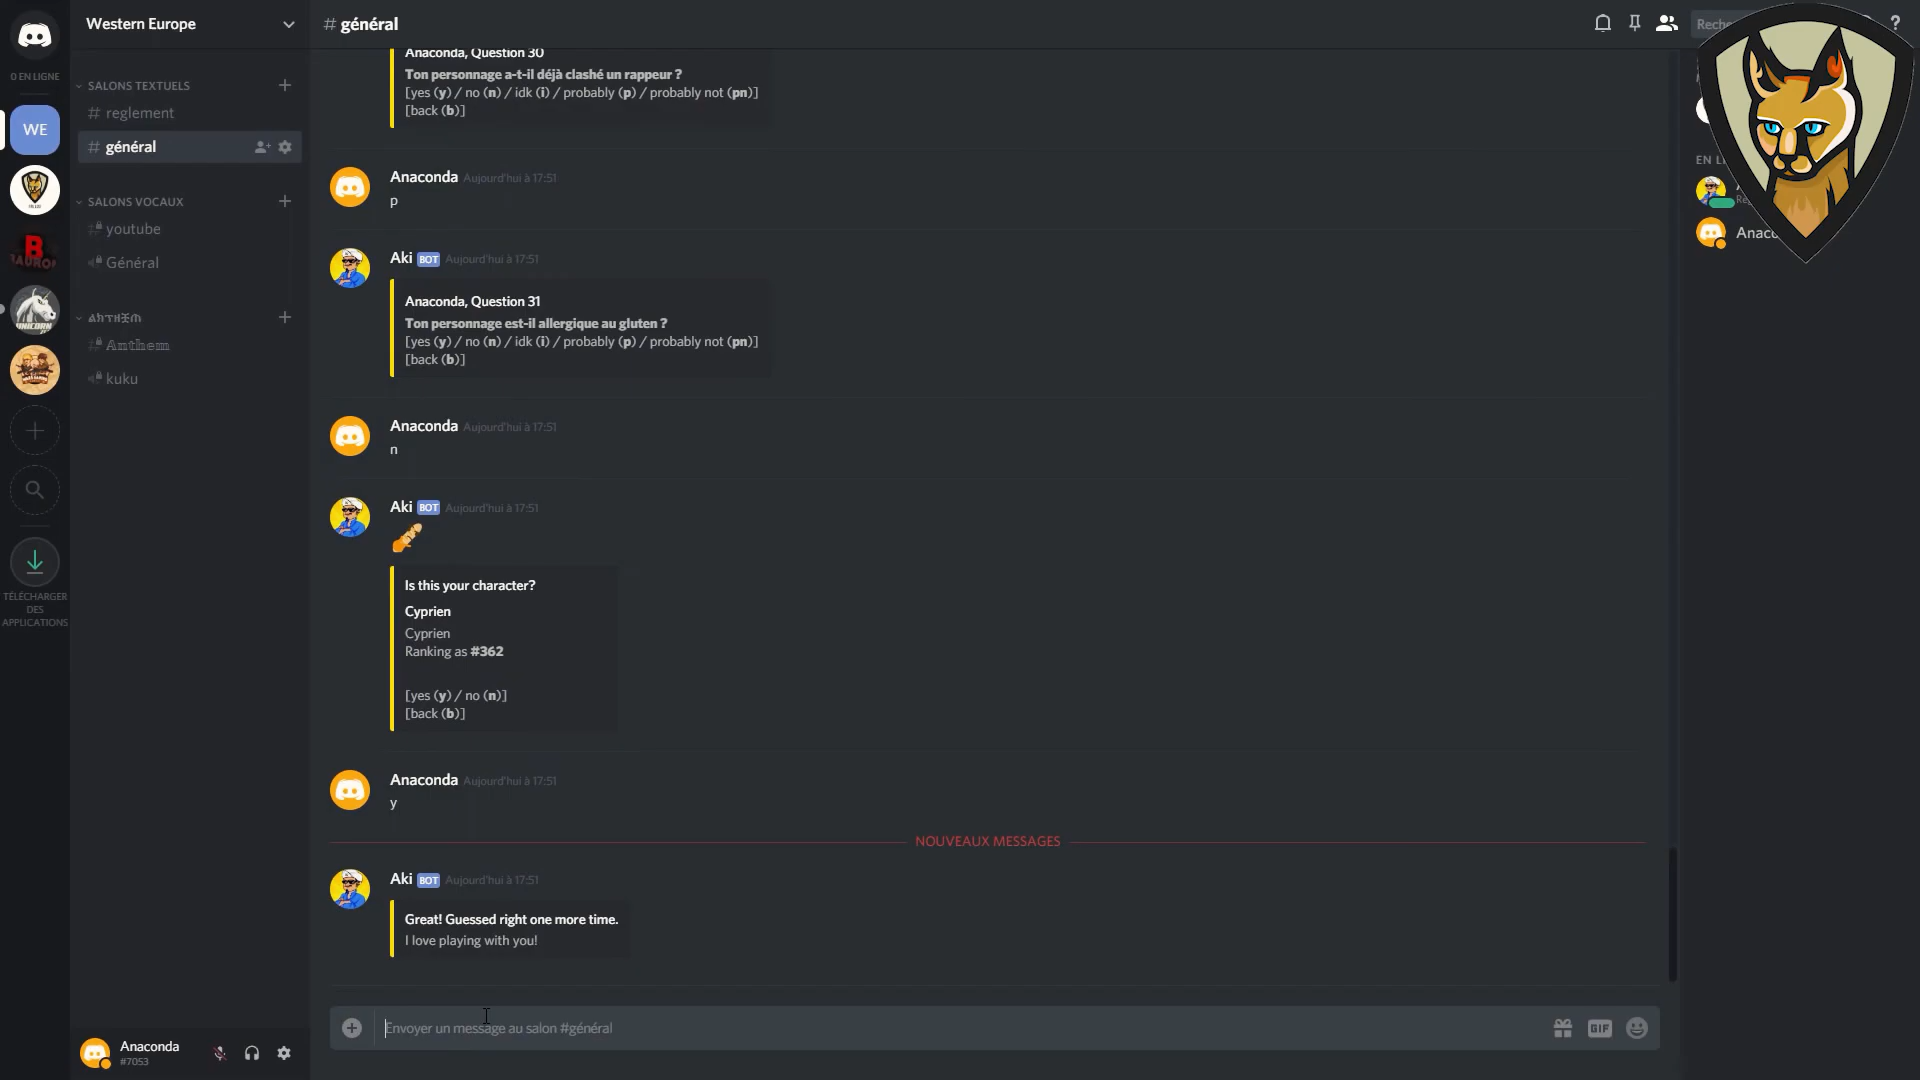 Western Europe
# général
Reche
0 EN LIGNE
SALONS TEXTUELS
# reglement
# général
WE
SALONS VOCAUX
youtube
Général
Anthem
kuku
TÉLÉCHARGER
DES
APPLICATIONS
Anaconda
#7053
Anaconda, Question 30
Ton personnage a-t-il déjà clashé un rappeur ?
[yes (y) / no (n) / idk (i) / probably (p) / probably not (pn)]
[back (b)]
Anaconda Aujourd'hui à 17:51
p
Aki BOT Aujourd'hui à 17:51
Anaconda, Question 31
Ton personnage est-il allergique au gluten ?
[yes (y) / no (n) / idk (i) / probably (p) / probably not (pn)]
[back (b)]
Anaconda Aujourd'hui à 17:51
n
Aki BOT Aujourd'hui à 17:51
Is this your character?
Cyprien
Cyprien
Ranking as #362
[yes (y) / no (n)]
[back (b)]
Anaconda Aujourd'hui à 17:51
y
NOUVEAUX MESSAGES
Aki BOT Aujourd'hui à 17:51
Great! Guessed right one more time.
I love playing with you!
Envoyer un message au salon #général
GIF
EN LI
Anaco